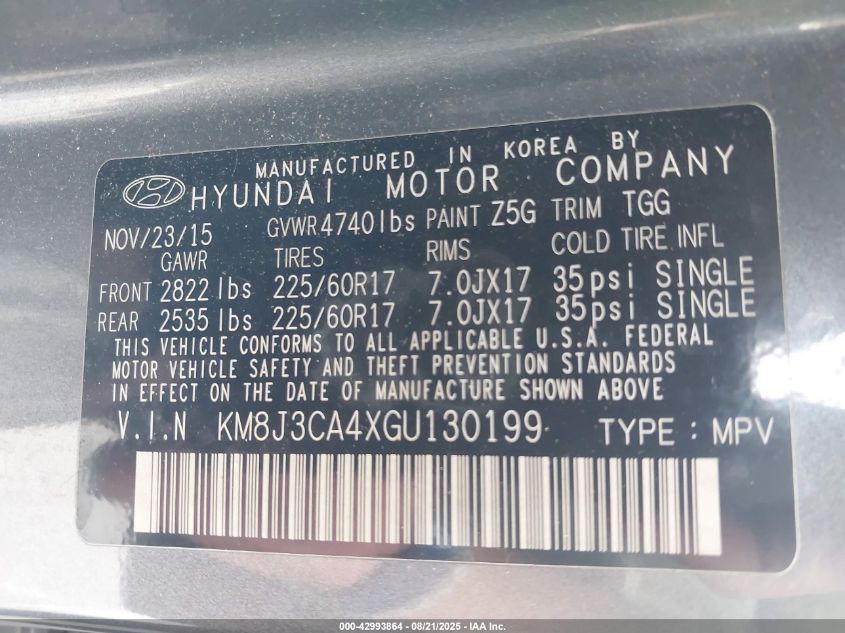 MANUFACTURED IN KOREA BY
HYUNDAI MOTOR COMPANY
NOV/23/15 GVWR 4740 lbs PAINT Z5G TRIM TGG
GAWR TIRES RIMS COLD TIRE INFL
FRONT 2822 lbs 225/60R17 7.0JX17 35psi SINGLE
REAR 2535 lbs 225/60R17 7.0JX17 35psi SINGLE
THIS VEHICLE CONFORMS TO ALL APPLICABLE U.S.A. FEDERAL
MOTOR VEHICLE SAFETY AND THEFT PREVENTION STANDARDS
IN EFFECT ON THE DATE OF MANUFACTURE SHOWN ABOVE
V.I.N KM8J3CA4XGU130199 TYPE : MPV
000-42993864 - 08/21/2025 - IAA Inc.